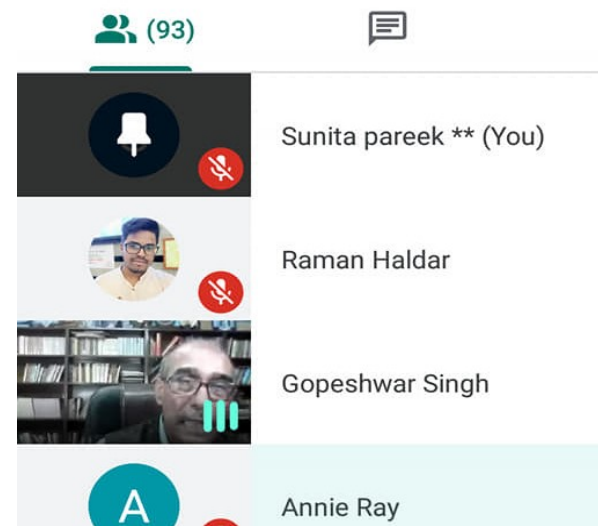 (93)
Sunita pareek ** (You)
Raman Haldar
Gopeshwar Singh
A
Annie Ray